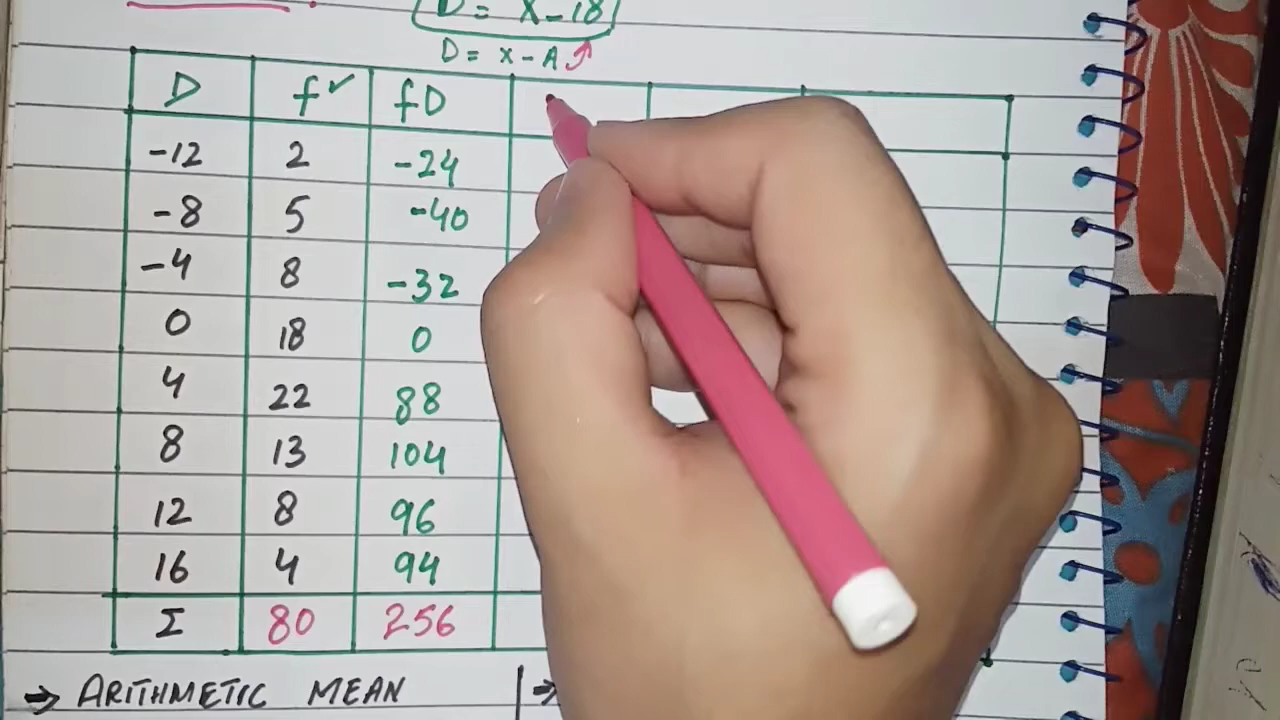 D = X - 18
D = x - A
D f fD
-12 2 -24
-8 5 -40
-4 8 -32
0 18 0
4 22 88
8 13 104
12 8 96
16 4 94
Σ 80 256
⇒ ARITHMETIC MEAN ⇒